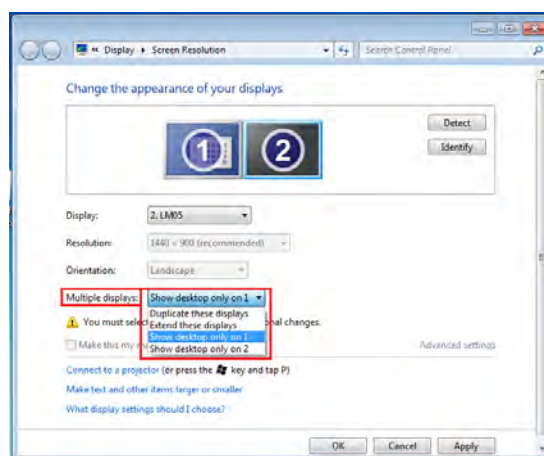 « Display ▸ Screen Resolution
Search Control Panel
Change the appearance of your displays
1
2
Detect
Identify
Display:
2. LM05
Resolution:
1440 × 900 (recommended)
Orientation:
Landscape
Multiple displays:
Show desktop only on 1
Duplicate these displays
Extend these displays
Show desktop only on 1
Show desktop only on 2
You must sele
onal changes.
Make this my m
Advanced settings
Connect to a projector (or press the key and tap P)
Make text and other items larger or smaller
What display settings should I choose?
OK
Cancel
Apply